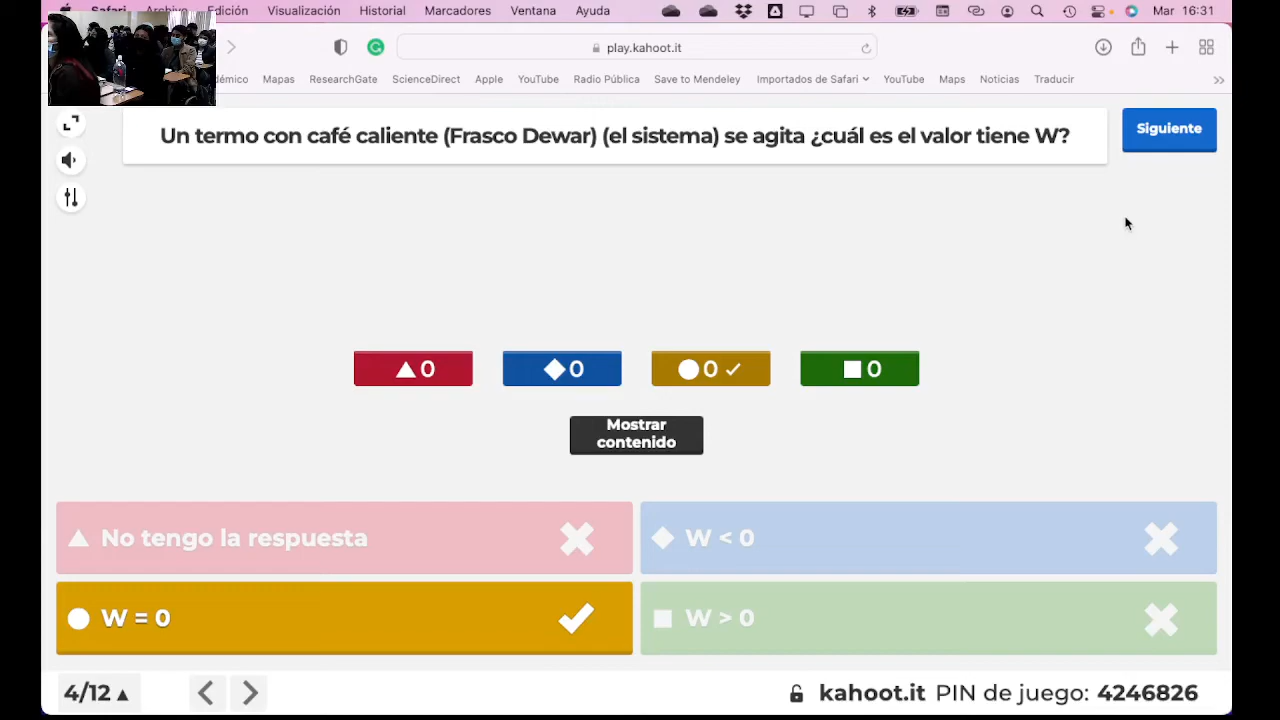 Safari Archivo Edición Visualización Historial Marcadores Ventana Ayuda Mar 16:31
play.kahoot.it
Mapas ResearchGate ScienceDirect Apple YouTube Radio Pública Save to Mendeley Importados de Safari YouTube Maps Noticias Traducir
Un termo con café caliente (Frasco Dewar) (el sistema) se agita ¿cuál es el valor tiene W?
Siguiente
0 0 0 0
Mostrar
contenido
No tengo la respuesta
W < 0
W = 0
W > 0
4/12
kahoot.it PIN de juego: 4246826